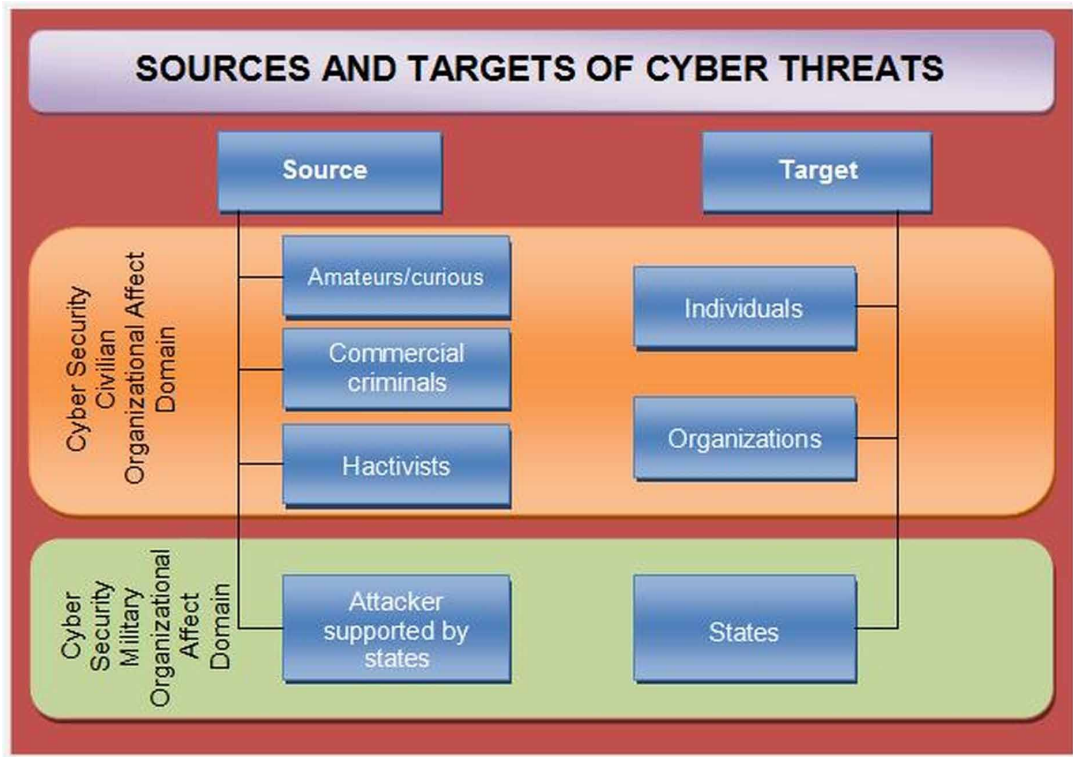 SOURCES AND TARGETS OF CYBER THREATS
Source
Target
Cyber Security
Civilian
Organizational Affect
Domain
Amateurs/curious
Commercial
criminals
Hactivists
Individuals
Organizations
Cyber
Security
Military
Organizational
Affect
Domain
Attacker
supported by
states
States